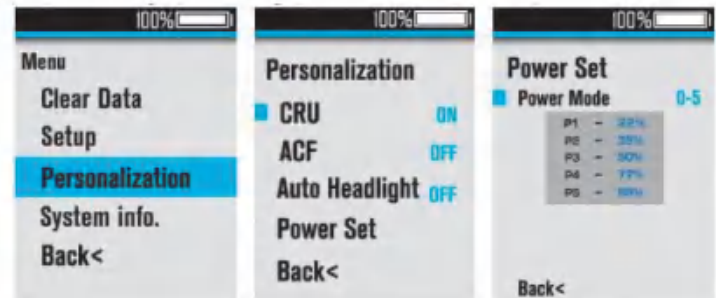 100%
Menu
Clear Data
Setup
Personalization
System info.
Back<
100%
Personalization
CRU ON
ACF OFF
Auto Headlight OFF
Power Set
Back<
100%
Power Set
Power Mode 0-5
P1 -
P2 -
P3 -
P4 -
P5 -
Back<